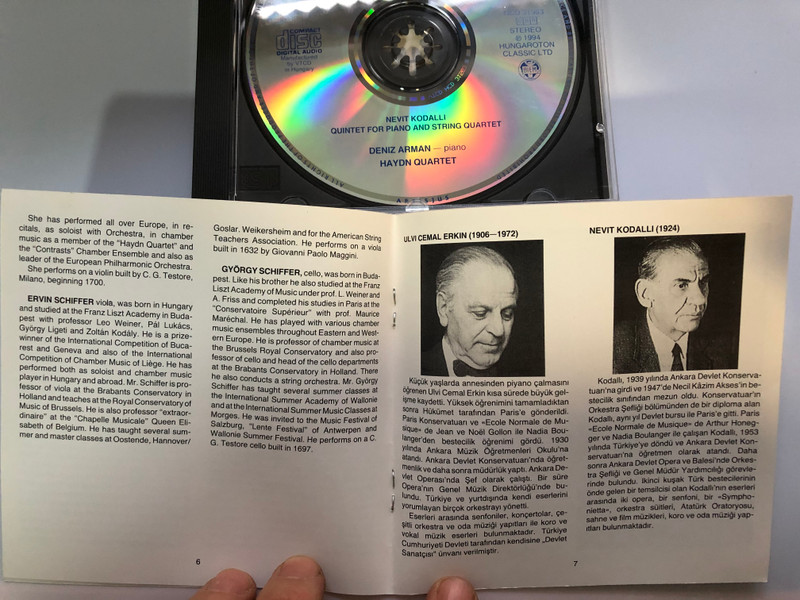 COMPACT
disc
DIGITAL AUDIO
Manufactured
by VTCD
in Hungary
STEREO
℗ 1994
HUNGAROTON
CLASSIC LTD
NEVIT KODALLI
QUINTET FOR PIANO AND STRING QUARTET
DENIZ ARMAN — piano
HAYDN QUARTET
She has performed all over Europe, in re-
citals, as soloist with Orchestra, in chamber
music as a member of the "Haydn Quartet" and
the "Contrasts" Chamber Ensemble and also as
leader of the European Philharmonic Orchestra.
She performs on a violin built by C. G. Testore,
Milano, beginning 1700.
ERVIN SCHIFFER viola, was born in Hungary
and studied at the Franz Liszt Academy in Buda-
pest with professor Leo Weiner, Pál Lukács,
György Ligeti and Zoltán Kodály. He is a prize-
winner of the International Competition of Buca-
rest and Geneva and also of the International
Competition of Chamber Music of Liège. He has
performed both as soloist and chamber music
player in Hungary and abroad. Mr. Schiffer is pro-
fessor of viola at the Brabants Conservatory in
Holland and teaches at the Royal Conservatory of
Music of Brussels. He is also professor "extraor-
dinaire" at the "Chapelle Musicale" Queen Eli-
sabeth of Belgium. He has taught several sum-
mer and master classes at Oostende, Hannover/
6
Goslar. Weikersheim and for the American String
Teachers Association. He performs on a viola
built in 1632 by Giovanni Paolo Maggini.
GYÖRGY SCHIFFER, cello, was born in Buda-
pest. Like his brother he also studied at the Franz
Liszt Academy of Music under prof. L. Weiner and
A. Friss and completed his studies in Paris at the
"Conservatoire Supérieur" with prof. Maurice
Maréchal. He has played with various chamber
music ensembles throughout Eastern and West-
ern Europe. He is professor of chamber music at
the Brussels Royal Conservatory and also pro-
fessor of cello and head of the cello departments
at the Brabants Conservatory in Holland. There
he also conducts a string orchestra. Mr. György
Schiffer has taught several summer classes at
the International Summer Academy of Wallonie
and at the International Summer Music Classes at
Morges. He was invited to the Music Festival of
Salzburg, "Lente Festival" of Antwerpen and
Wallonie Summer Festival. He performs on a C.
G. Testore cello built in 1697.
ULVI CEMAL ERKIN (1906—1972)
Küçük yaşlarda annesinden piyano çalmasını
öğrenen Ulvi Cemal Erkin kısa sürede büyük gel-
işme kaydetti. Yüksek öğrenimini tamamladıktan
sonra Hükümet tarafından Paris'e gönderildi.
Paris Konservatuarı ve «Ecole Normale de Mu-
sique» de Jean ve Noël Gollon ile Nadia Bou-
langer'den bestecilik öğrenimi gördü. 1930
yılında Ankara Müzik Öğretmenleri Okulu'na
atandı. Ankara Devlet Konservatuarı'nda öğret-
menlik ve daha sonra müdürlük yaptı. Ankara De-
vlet Operası'nda Şef olarak çalıştı. Bir süre
Opera'nın Genel Müzik Direktörlüğü'nde bu-
lundu. Türkiye ve yurtdışında kendi eserlerini
yorumlayan birçok orkestrayı yönetti.
Eserleri arasında senfoniler, konçertolar, çe-
şitli orkestra ve oda müziği yapıtları ile koro ve
vokal müzik eserleri bulunmaktadır. Türkiye
Cumhuriyeti Devleti tarafından kendisine „Devlet
Sanatçısı" ünvanı verilmiştir.
NEVIT KODALLI (1924)
Kodallı, 1939 yılında Ankara Devlet Konserva-
tuarı'na girdi ve 1947'de Necil Kâzim Akses'in be-
stecilik sınıfından mezun oldu. Konservatuar'ın
Orkestra Şefliği bölümünden de bir diploma alan
Kodallı, aynı yıl Devlet bursu ile Paris'e gitti. Paris
«Ecole Normale de Musique» de Arthur Honeg-
ger ve Nadia Boulanger ile çalışan Kodallı, 1953
yılında Türkiye'ye döndü ve Ankara Devlet Kon-
servatuarı'na öğretmen olarak atandı. Daha
sonra Ankara Devlet Opera ve Balesi'nde Orkes-
tra Şefliği ve Genel Müdür Yardımcılığı görevle-
rinde bulundu. İkinci kuşak Türk bestecilerinin
önde gelen bir temsilcisi olan Kodallı'nın eserleri
arasında iki opera, bir senfoni, bir «Sympho-
nietta», orkestra süitleri, Atatürk Oratoryosu,
sahne ve film müzikleri, koro ve oda müziği yap-
ıtları bulunmaktadır.
7